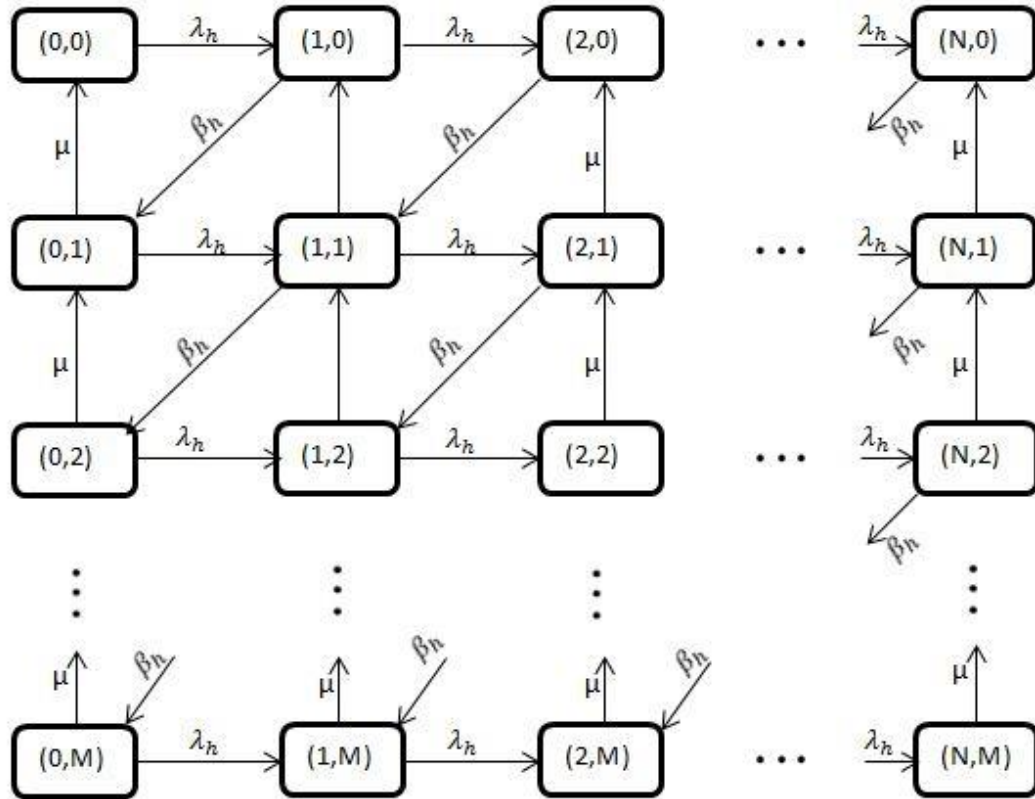 (0,0) λₕ (1,0) λₕ (2,0) ••• λₕ (N,0)
βₕ βₕ βₕ
μ μ μ
(0,1) λₕ (1,1) λₕ (2,1) ••• λₕ (N,1)
βₕ βₕ βₕ
μ μ μ
(0,2) λₕ (1,2) λₕ (2,2) ••• λₕ (N,2)
βₕ
βₕ βₕ βₕ
μ μ μ μ
(0,M) λₕ (1,M) λₕ (2,M) ••• λₕ (N,M)